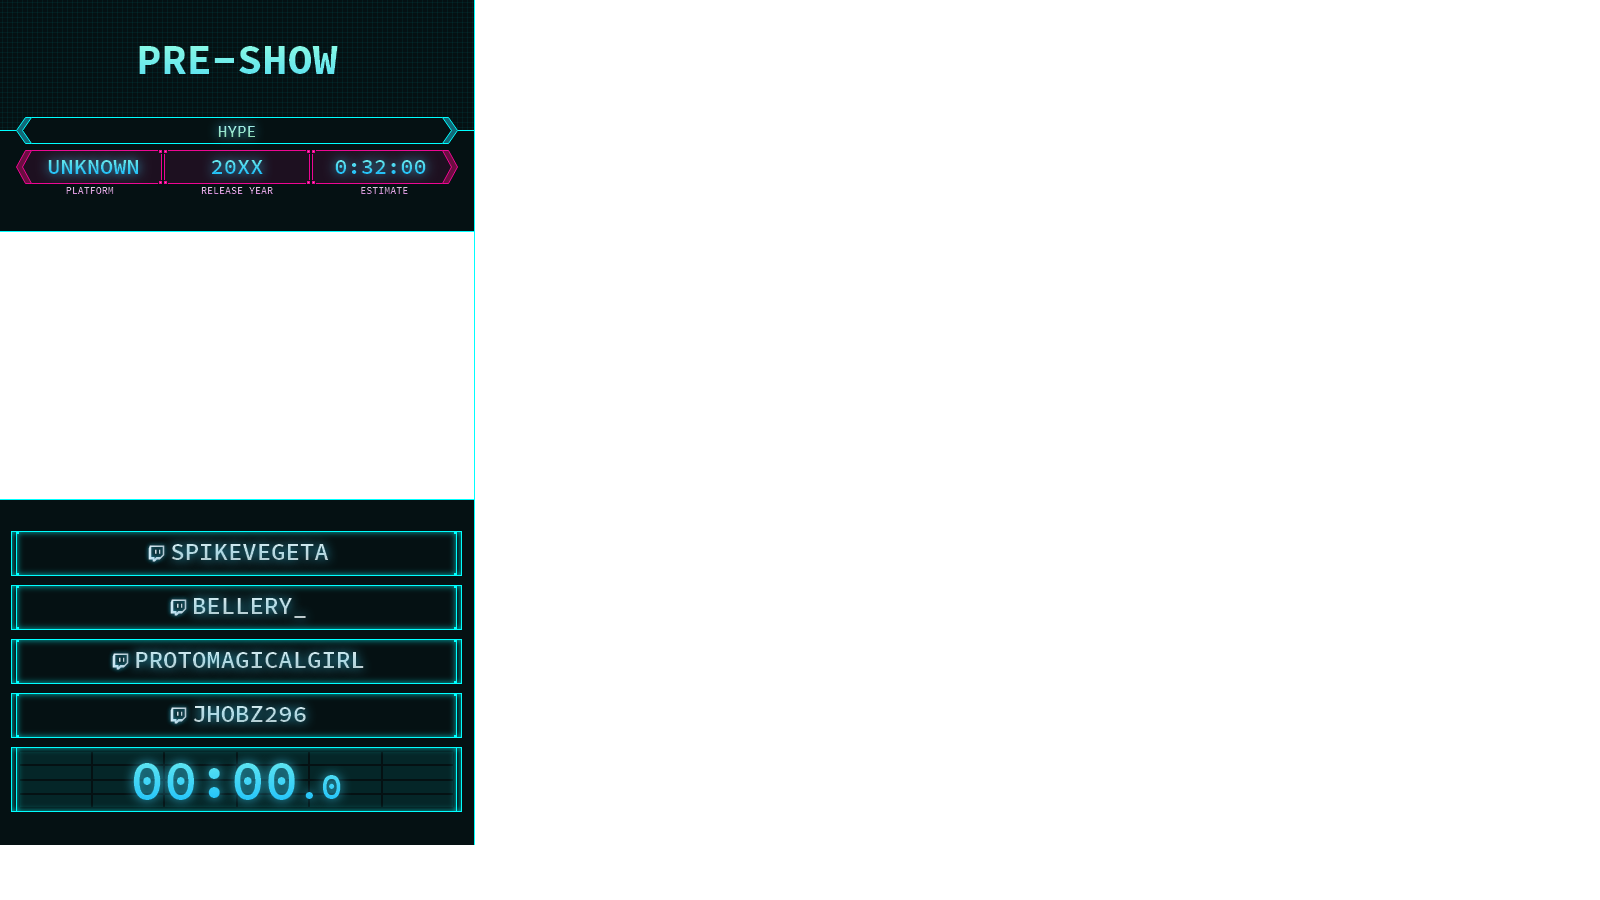 PRE-SHOW
HYPE
UNKNOWN 20XX 0:32:00
PLATFORM RELEASE YEAR ESTIMATE
SPIKEVEGETA
BELLERY_
PROTOMAGICALGIRL
JHOBZ296
00:00.0